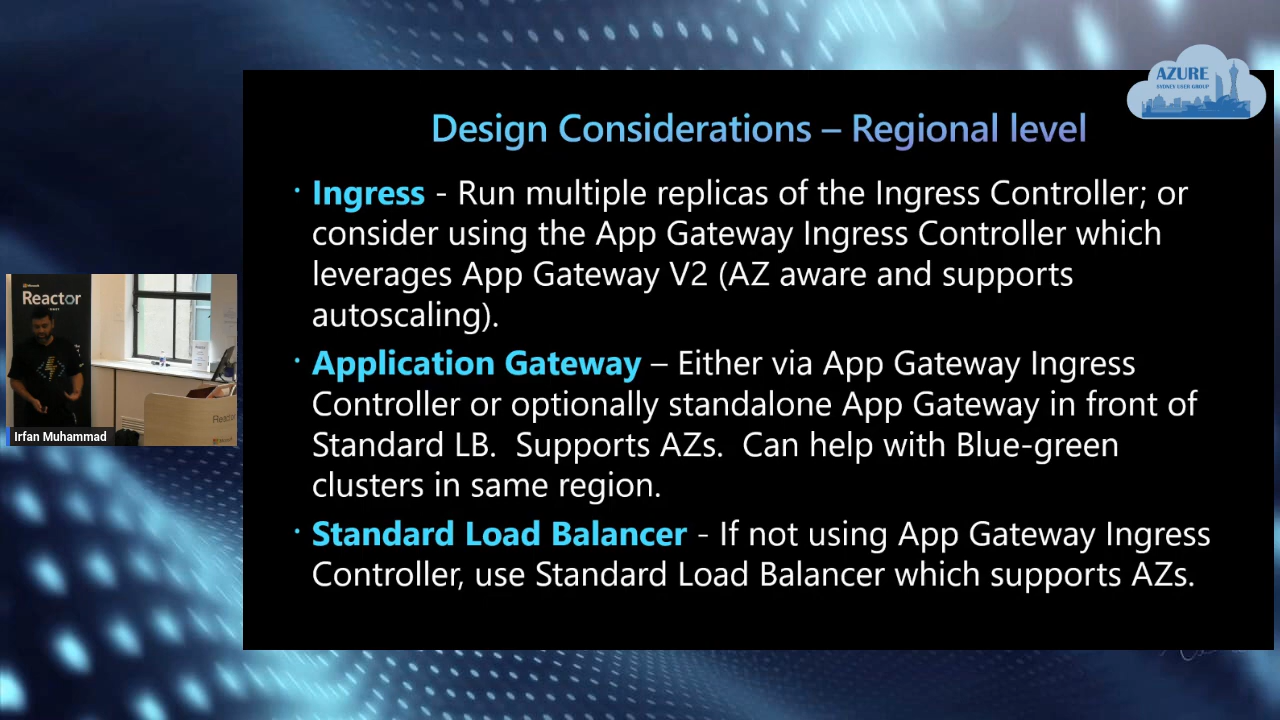 AZURE
SYDNEY USER GROUP
Design Considerations – Regional level
· Ingress - Run multiple replicas of the Ingress Controller; or
consider using the App Gateway Ingress Controller which
leverages App Gateway V2 (AZ aware and supports
autoscaling).
· Application Gateway – Either via App Gateway Ingress
Controller or optionally standalone App Gateway in front of
Standard LB.  Supports AZs.  Can help with Blue-green
clusters in same region.
· Standard Load Balancer - If not using App Gateway Ingress
Controller, use Standard Load Balancer which supports AZs.
Microsoft
Reactor
Reactor
Irfan Muhammad